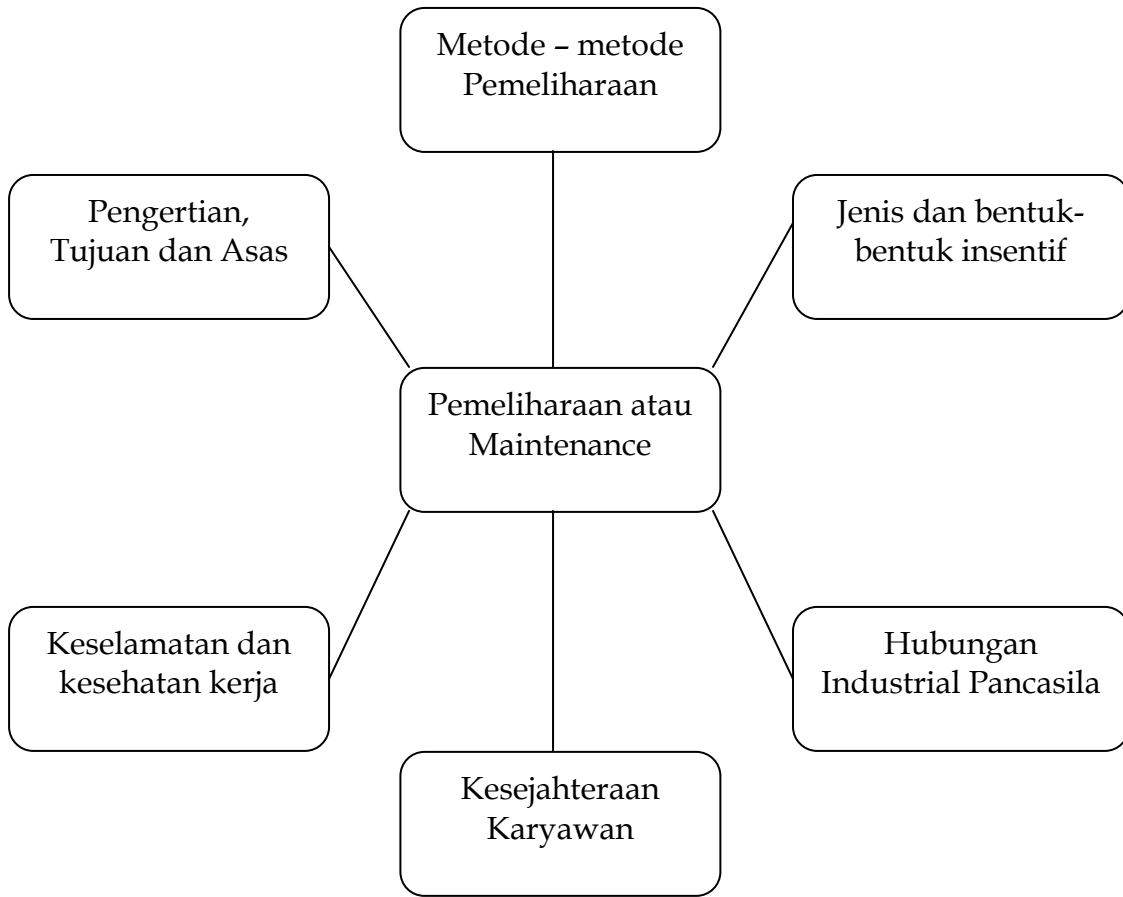 Metode – metode
Pemeliharaan
Pengertian,
Tujuan dan Asas
Jenis dan bentuk-
bentuk insentif
Pemeliharaan atau
Maintenance
Keselamatan dan
kesehatan kerja
Hubungan
Industrial Pancasila
Kesejahteraan
Karyawan